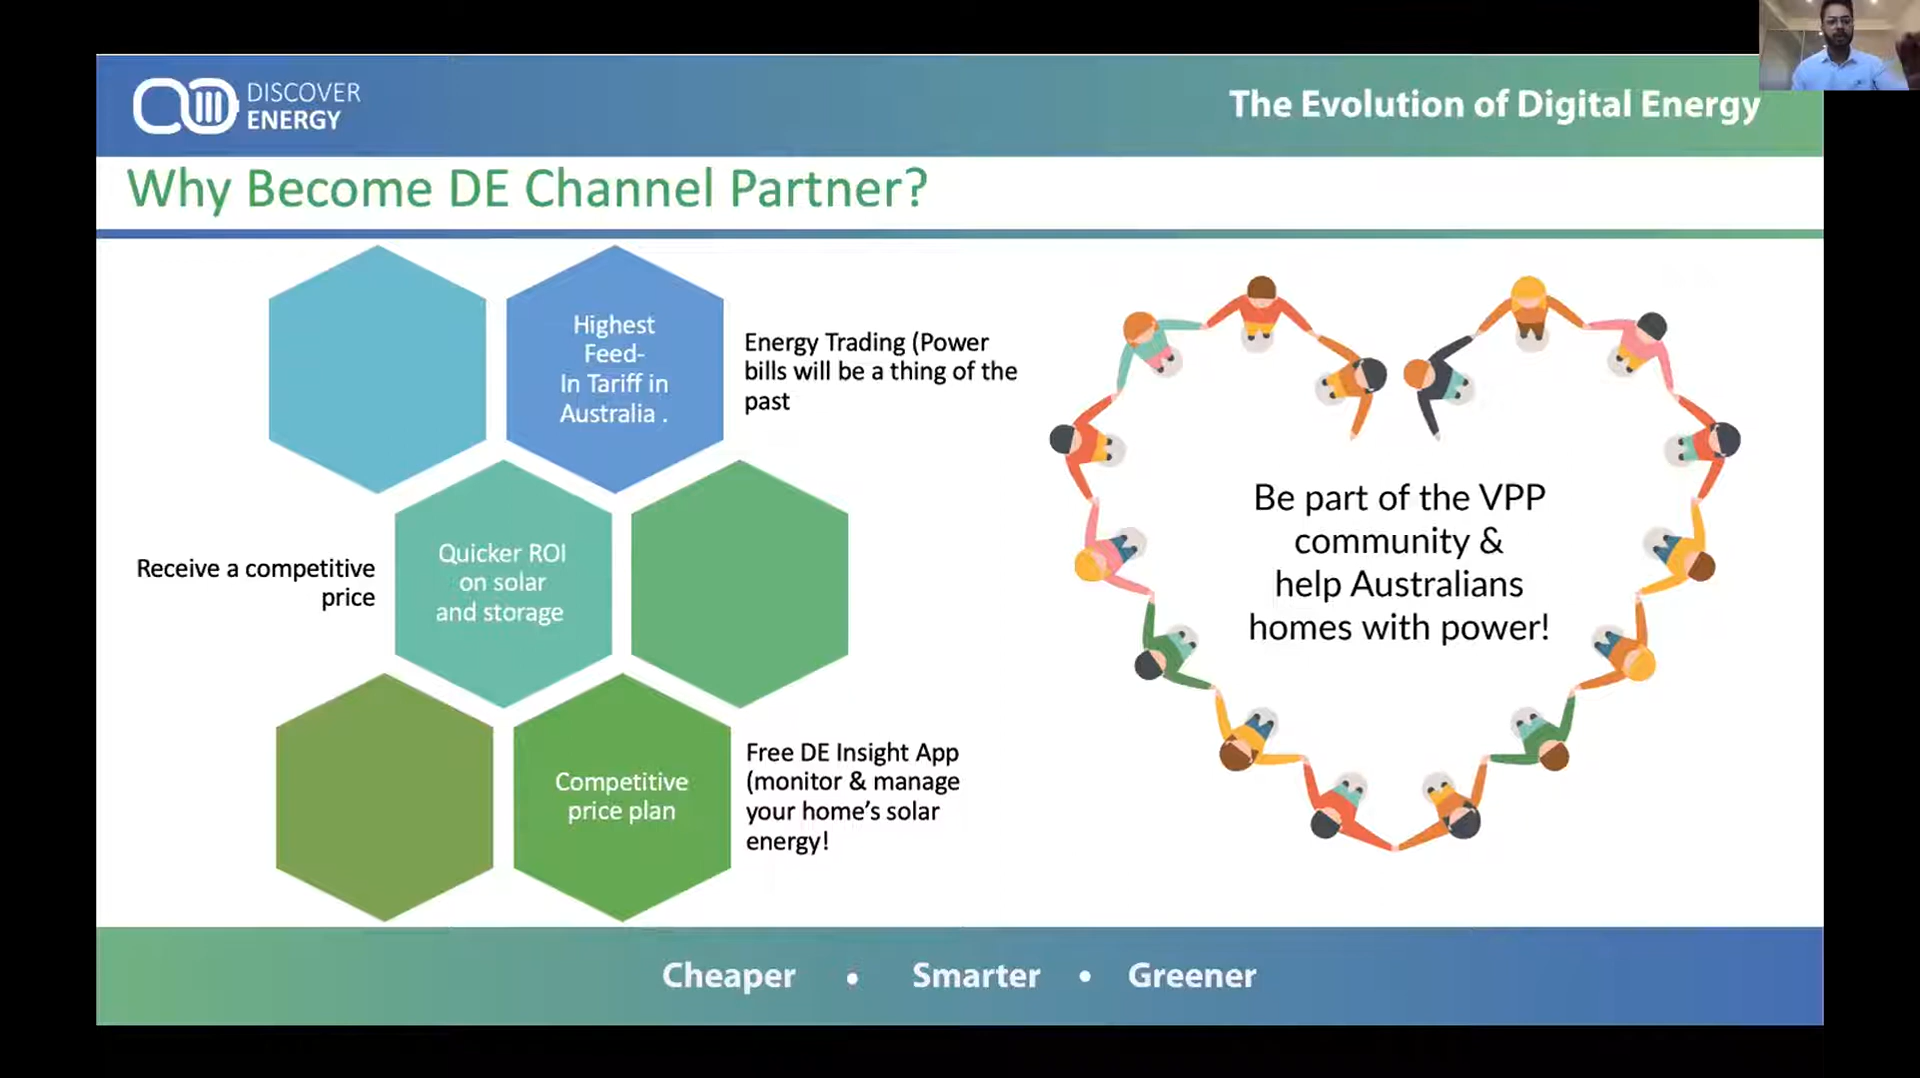 DISCOVER
ENERGY
The Evolution of Digital Energy
Why Become DE Channel Partner?
Highest
Feed-
In Tariff in
Australia .
Energy Trading (Power
bills will be a thing of the
past
Receive a competitive
price
Quicker ROI
on solar
and storage
Competitive
price plan
Free DE Insight App
(monitor & manage
your home’s solar
energy!
Be part of the VPP
community &
help Australians
homes with power!
Cheaper • Smarter • Greener